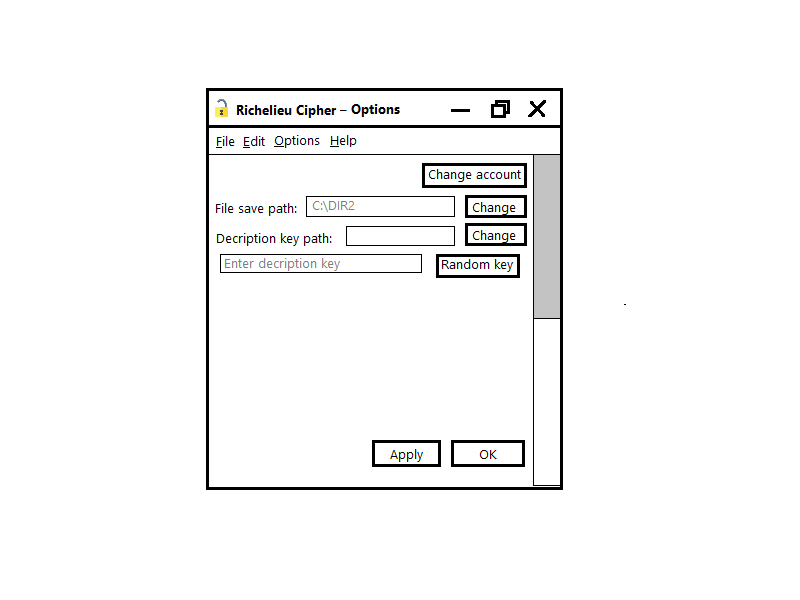 Richelieu Cipher – Options
File Edit Options Help
Change account
File save path: C:\DIR2 Change
Decription key path: Change
Enter decription key Random key
Apply OK